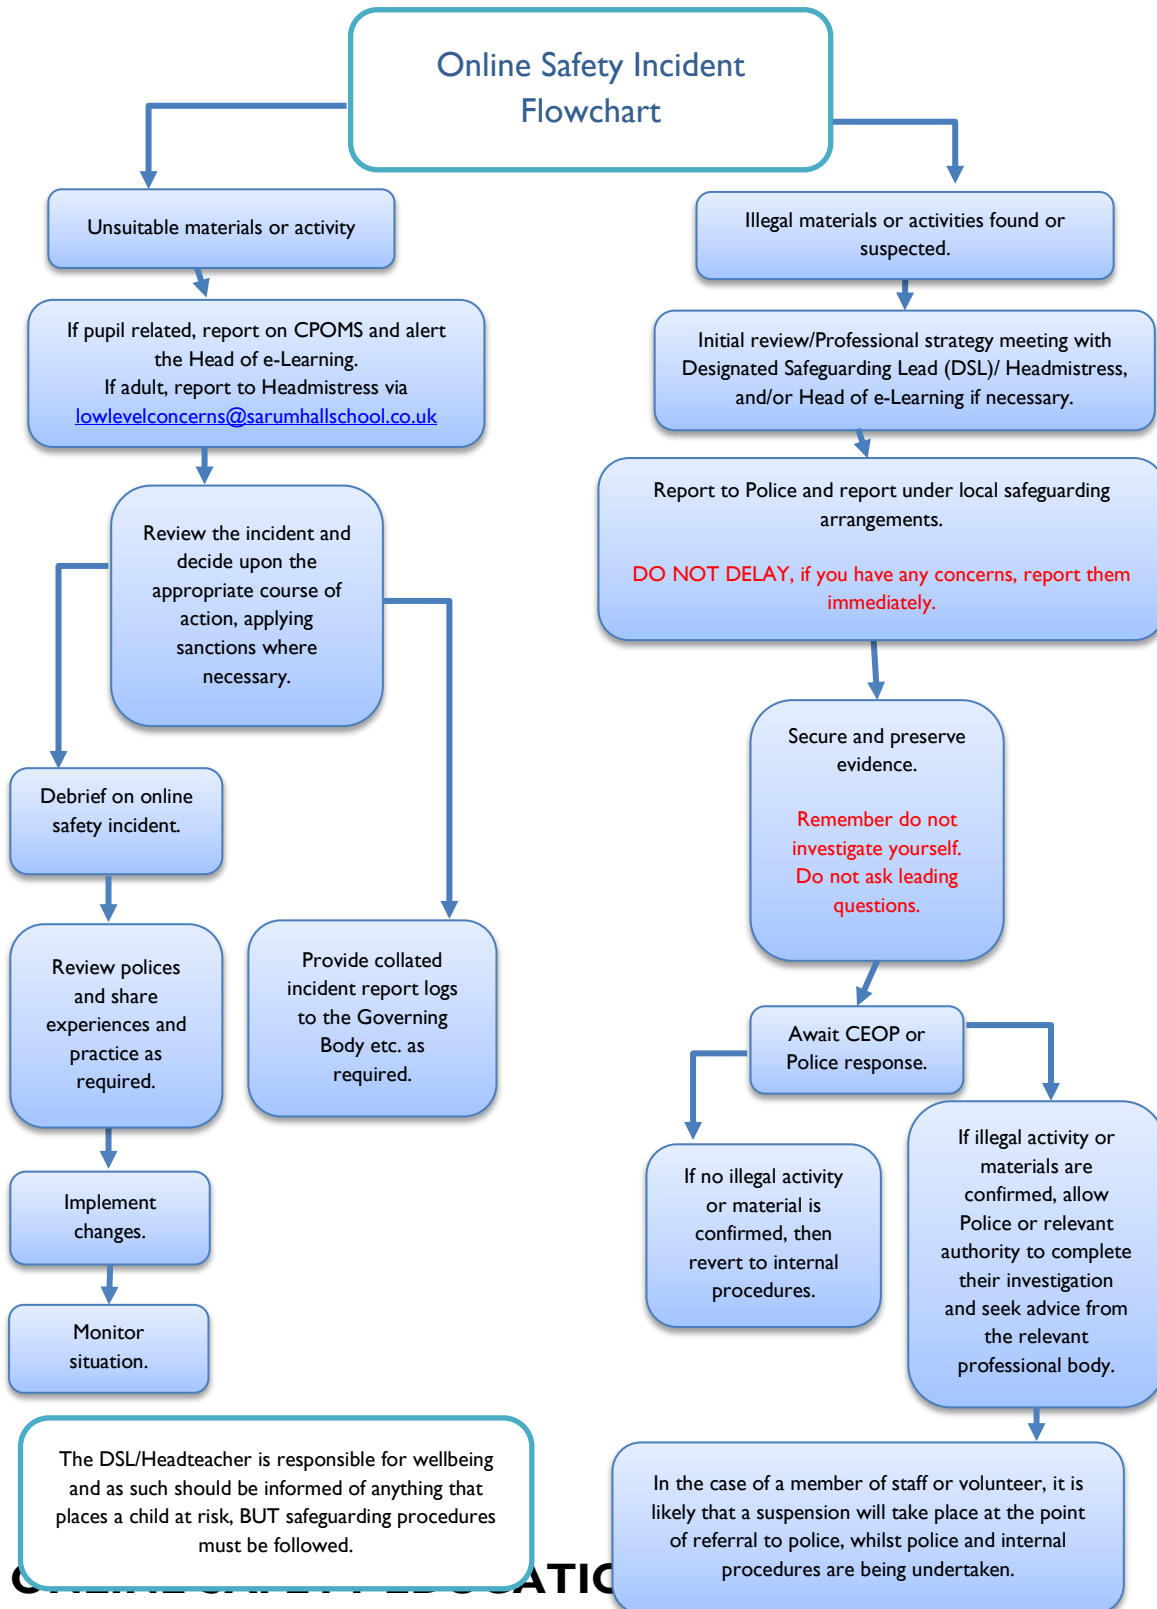 Online Safety Incident
Flowchart
Unsuitable materials or activity
If pupil related, report on CPOMS and alert
the Head of e-Learning.
If adult, report to Headmistress via
lowlevelconcerns@sarumhallschool.co.uk
Review the incident and
decide upon the
appropriate course of
action, applying
sanctions where
necessary.
Debrief on online
safety incident.
Review polices
and share
experiences and
practice as
required.
Implement
changes.
Monitor
situation.
Provide collated
incident report logs
to the Governing
Body etc. as
required.
Illegal materials or activities found or
suspected.
Initial review/Professional strategy meeting with
Designated Safeguarding Lead (DSL)/ Headmistress,
and/or Head of e-Learning if necessary.
Report to Police and report under local safeguarding
arrangements.
DO NOT DELAY, if you have any concerns, report them
immediately.
Secure and preserve
evidence.
Remember do not
investigate yourself.
Do not ask leading
questions.
Await CEOP or
Police response.
If no illegal activity
or material is
confirmed, then
revert to internal
procedures.
If illegal activity or
materials are
confirmed, allow
Police or relevant
authority to complete
their investigation
and seek advice from
the relevant
professional body.
In the case of a member of staff or volunteer, it is
likely that a suspension will take place at the point
of referral to police, whilst police and internal
procedures are being undertaken.
The DSL/Headteacher is responsible for wellbeing
and as such should be informed of anything that
places a child at risk, BUT safeguarding procedures
must be followed.